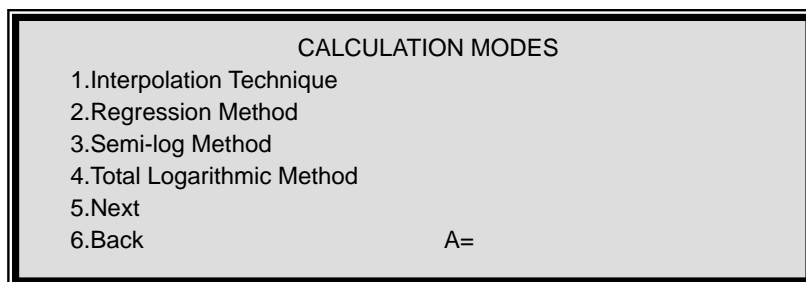 CALCULATION MODES
1.Interpolation Technique
2.Regression Method
3.Semi-log Method
4.Total Logarithmic Method
5.Next
6.Back A=